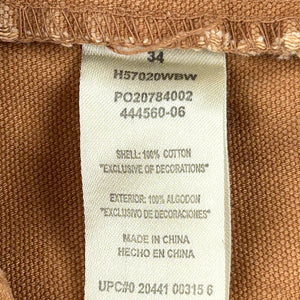 34
H57020WBW
PO20784002
444560-06
SHELL: 100% COTTON
"EXCLUSIVE OF DECORATIONS"
EXTERIOR: 100% ALGODON
"EXCLUSIVO DE DECORACIONES"
MADE IN CHINA
HECHO EN CHINA
UPC#0 20441 00315 6